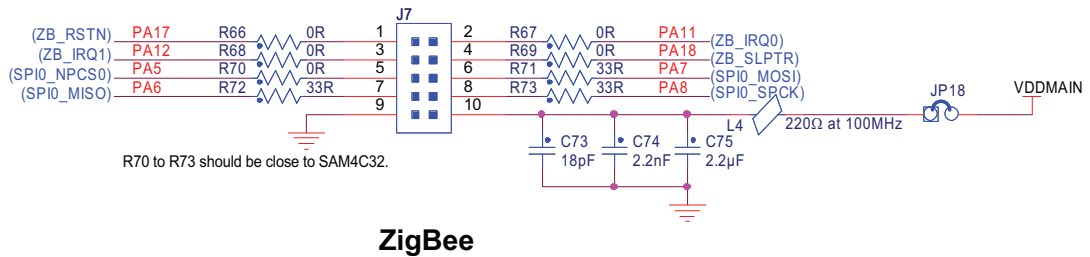 J7
(ZB_RSTN) PA17 R66 0R 1 2 R67 0R PA11 (ZB_IRQ0)
(ZB_IRQ1) PA12 R68 0R 3 4 R69 0R PA18 (ZB_SLPTR)
(SPI0_NPCS0) PA5 R70 0R 5 6 R71 33R PA7 (SPI0_MOSI)
(SPI0_MISO) PA6 R72 33R 7 8 R73 33R PA8 (SPI0_SPCK)
9 10
JP18 VDDMAIN
L4 220Ω at 100MHz
C73 C74 C75
18pF 2.2nF 2.2µF
R70 to R73 should be close to SAM4C32.
ZigBee